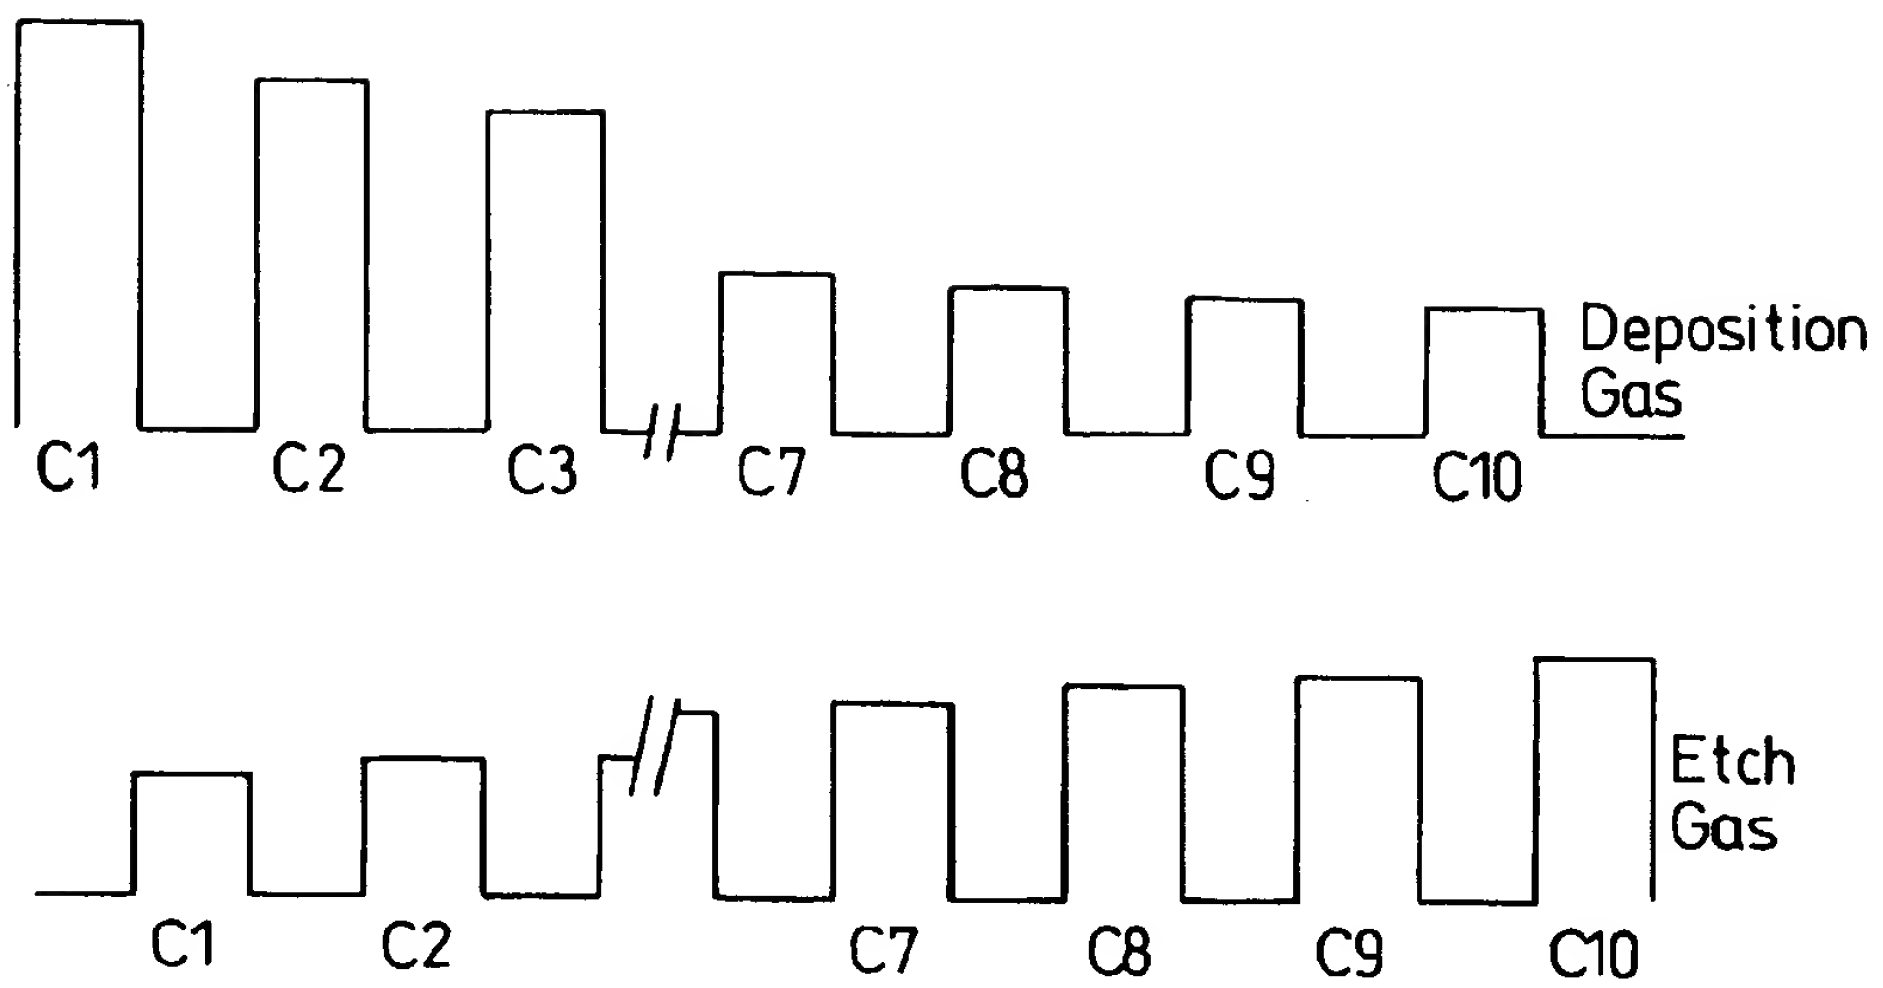 Deposition
Gas
C1 C2 C3 C7 C8 C9 C10
Etch
Gas
C1 C2 C7 C8 C9 C10